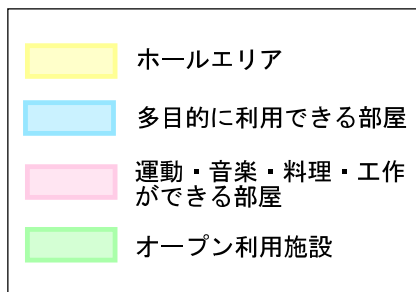 ホールエリア
多目的に利用できる部屋
運動・音楽・料理・工作
ができる部屋
オープン利用施設